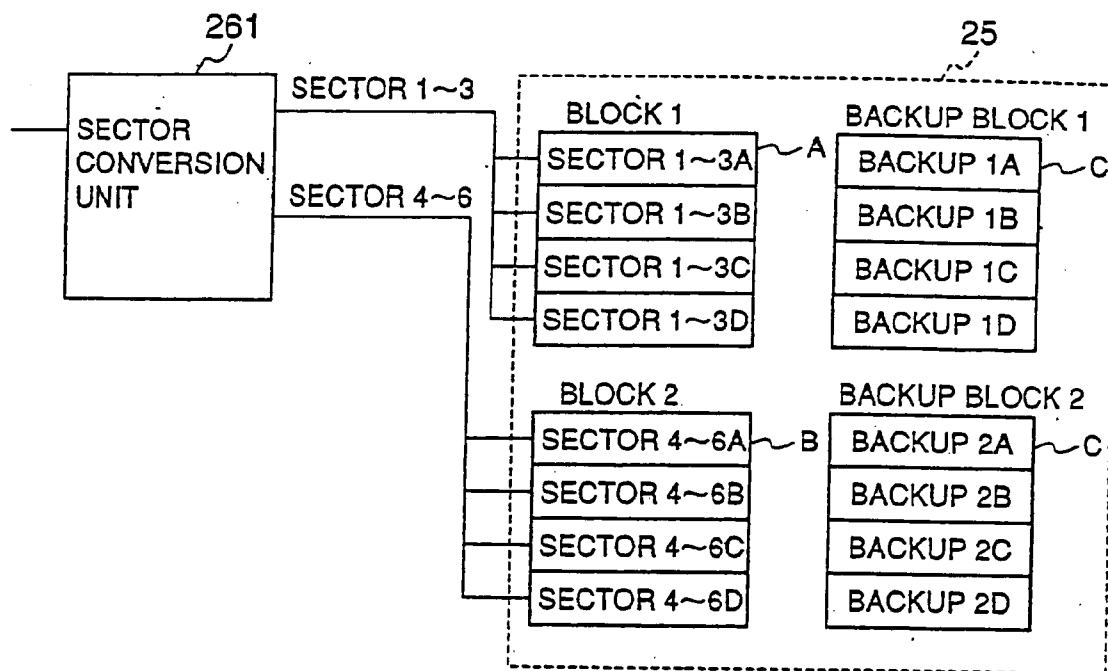 261
25
SECTOR 1~3
SECTOR
CONVERSION
UNIT
SECTOR 4~6
BLOCK 1
SECTOR 1~3A
A
SECTOR 1~3B
SECTOR 1~3C
SECTOR 1~3D
BACKUP BLOCK 1
BACKUP 1A
C
BACKUP 1B
BACKUP 1C
BACKUP 1D
BLOCK 2
SECTOR 4~6A
B
SECTOR 4~6B
SECTOR 4~6C
SECTOR 4~6D
BACKUP BLOCK 2
BACKUP 2A
C
BACKUP 2B
BACKUP 2C
BACKUP 2D